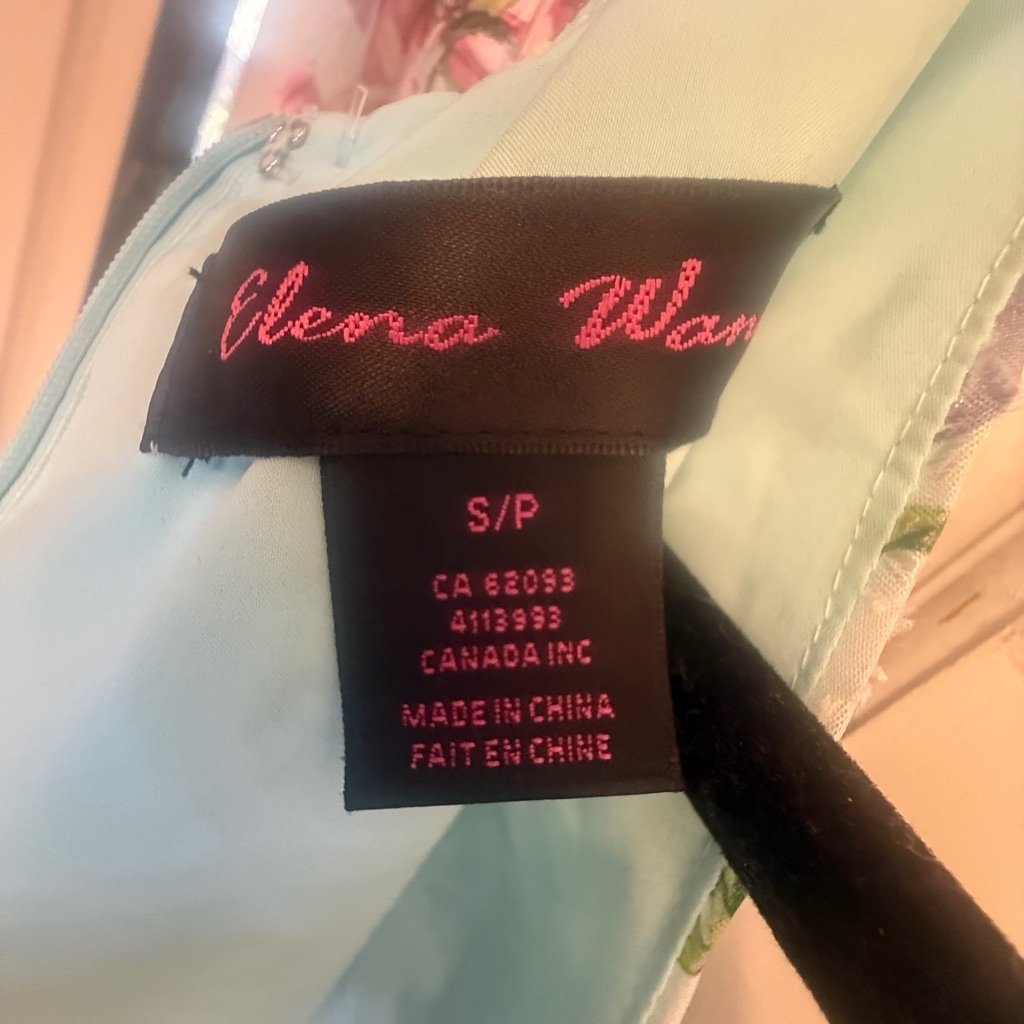 Elena Wan
S/P
CA 62093
4113993
CANADA INC
MADE IN CHINA
FAIT EN CHINE